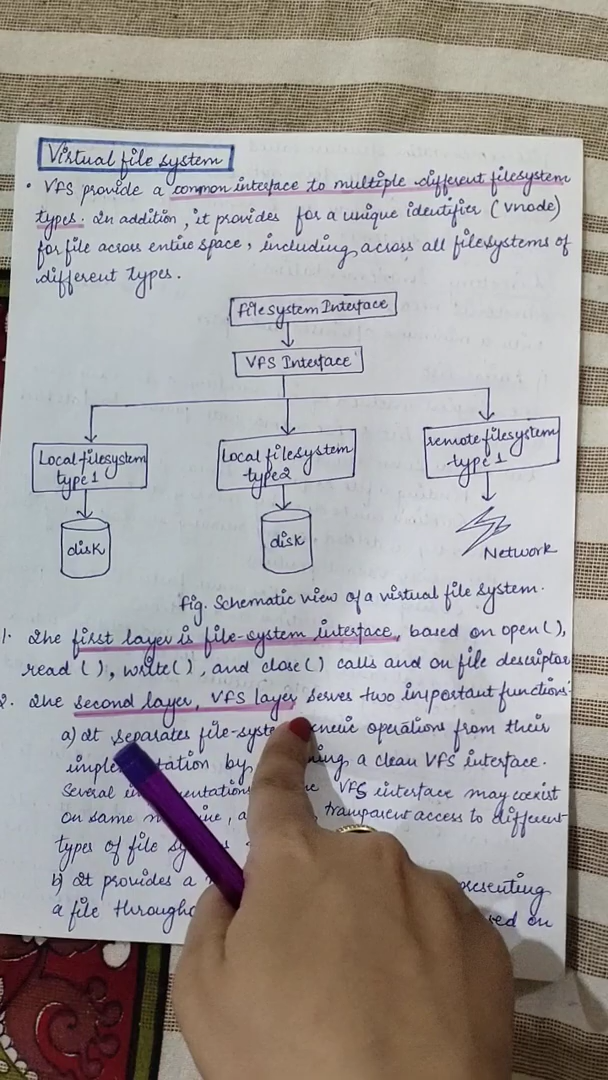 Virtual file system
• VFS provide a common interface to multiple different filesystem
types. In addition, it provides for a unique identifier (vnode)
for file across entire space, including across all filesystems of
different types.
filesystem Interface
VFS Interface
Local filesystem
type 1
Local filesystem
type 2
remote filesystem
type 1
disk
disk
Network
fig. Schematic view of a virtual file system.
1. The first layer is file-system interface, based on open(),
read (), write(), and close() calls and on file descriptor
2. The second layer, VFS layer serves two important functions:
a) It separates file-syste operations from their
by a clean VFS interface.
Several VFS interface may coexist
on same transparent access to different
types of file
b) It provides a
a file on